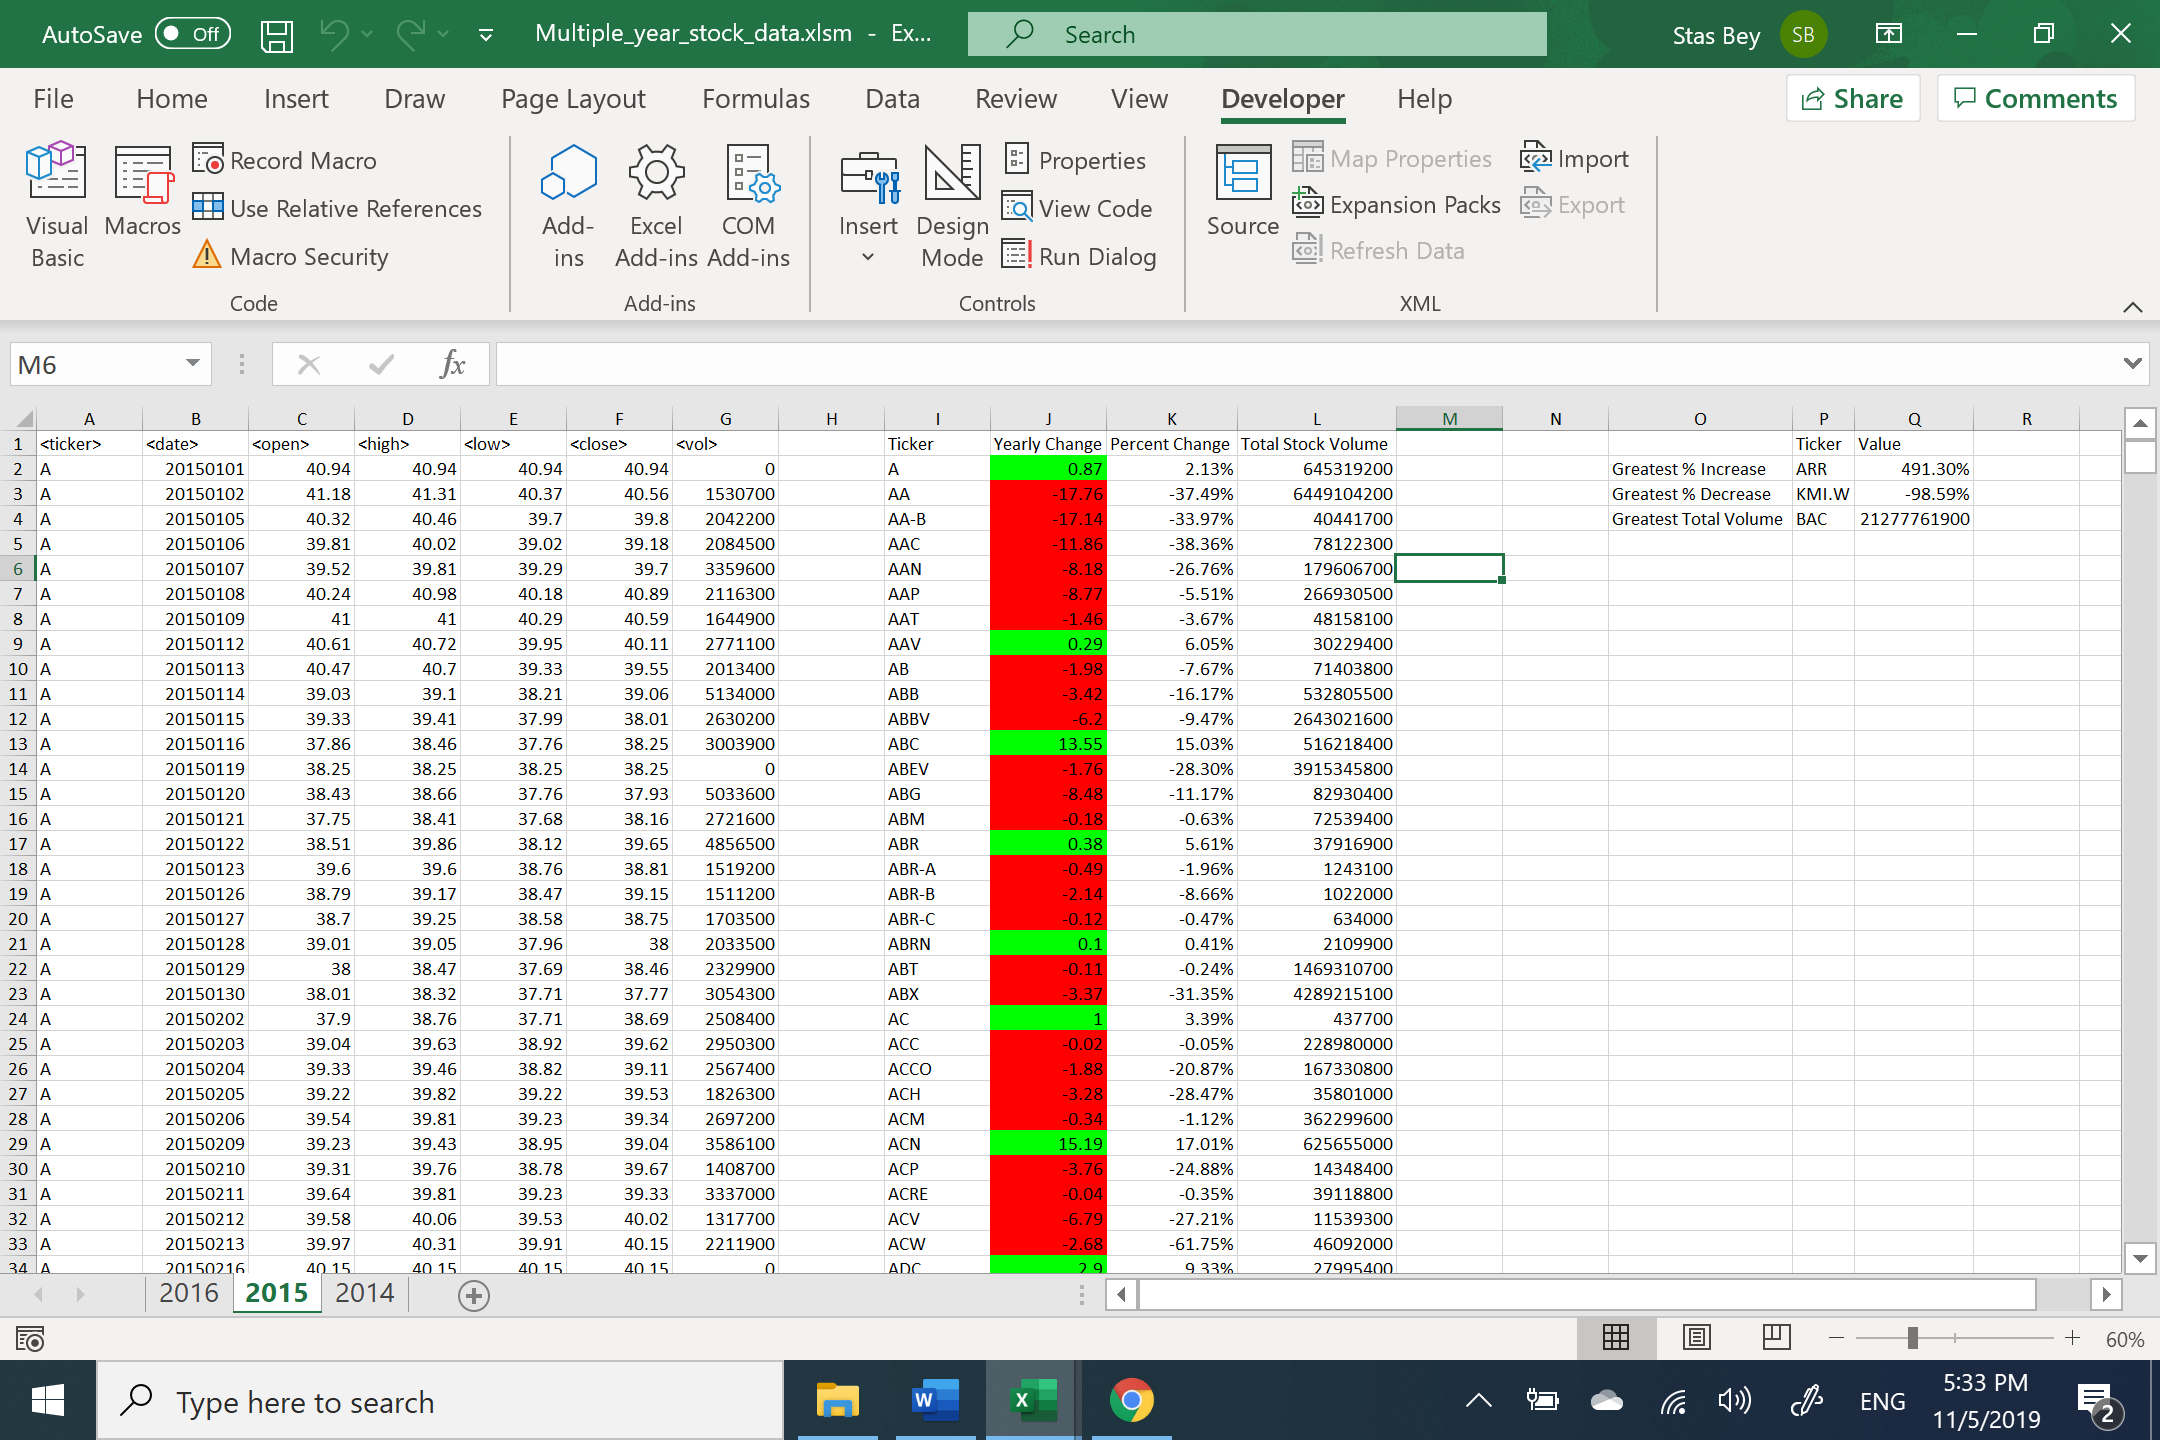 AutoSave Off Multiple_year_stock_data.xlsm - Ex... Search Stas Bey SB
File Home Insert Draw Page Layout Formulas Data Review View Developer Help Share Comments
Visual Basic Macros Record Macro Use Relative References Macro Security
Add-ins Excel Add-ins COM Add-ins
Insert Design Mode Properties View Code Run Dialog
Source Map Properties Expansion Packs Refresh Data Import Export
Code Add-ins Controls XML
M6 fx
A B C D E F G H I J K L M N O P Q R
1 <ticker> <date> <open> <high> <low> <close> <vol> Ticker Yearly Change Percent Change Total Stock Volume Ticker Value
2 A 20150101 40.94 40.94 40.94 40.94 0 A 0.87 2.13% 645319200 Greatest % Increase ARR 491.30%
3 A 20150102 41.18 41.31 40.37 40.56 1530700 AA -17.76 -37.49% 6449104200 Greatest % Decrease KMI.W -98.59%
4 A 20150105 40.32 40.46 39.7 39.8 2042200 AA-B -17.14 -33.97% 40441700 Greatest Total Volume BAC 21277761900
5 A 20150106 39.81 40.02 39.02 39.18 2084500 AAC -11.86 -38.36% 78122300
6 A 20150107 39.52 39.81 39.29 39.7 3359600 AAN -8.18 -26.76% 179606700
7 A 20150108 40.24 40.98 40.18 40.89 2116300 AAP -8.77 -5.51% 266930500
8 A 20150109 41 41 40.29 40.59 1644900 AAT -1.46 -3.67% 48158100
9 A 20150112 40.61 40.72 39.95 40.11 2771100 AAV 0.29 6.05% 30229400
10 A 20150113 40.47 40.7 39.33 39.55 2013400 AB -1.98 -7.67% 71403800
11 A 20150114 39.03 39.1 38.21 39.06 5134000 ABB -3.42 -16.17% 532805500
12 A 20150115 39.33 39.41 37.99 38.01 2630200 ABBV -6.2 -9.47% 2643021600
13 A 20150116 37.86 38.46 37.76 38.25 3003900 ABC 13.55 15.03% 516218400
14 A 20150119 38.25 38.25 38.25 38.25 0 ABEV -1.76 -28.30% 3915345800
15 A 20150120 38.43 38.66 37.76 37.93 5033600 ABG -8.48 -11.17% 82930400
16 A 20150121 37.75 38.41 37.68 38.16 2721600 ABM -0.18 -0.63% 72539400
17 A 20150122 38.51 39.86 38.12 39.65 4856500 ABR 0.38 5.61% 37916900
18 A 20150123 39.6 39.6 38.76 38.81 1519200 ABR-A -0.49 -1.96% 1243100
19 A 20150126 38.79 39.17 38.47 39.15 1511200 ABR-B -2.14 -8.66% 1022000
20 A 20150127 38.7 39.25 38.58 38.75 1703500 ABR-C -0.12 -0.47% 634000
21 A 20150128 39.01 39.05 37.96 38 2033500 ABRN 0.1 0.41% 2109900
22 A 20150129 38 38.47 37.69 38.46 2329900 ABT -0.11 -0.24% 1469310700
23 A 20150130 38.01 38.32 37.71 37.77 3054300 ABX -3.37 -31.35% 4289215100
24 A 20150202 37.9 38.76 37.71 38.69 2508400 AC 1 3.39% 437700
25 A 20150203 39.04 39.63 38.92 39.62 2950300 ACC -0.02 -0.05% 228980000
26 A 20150204 39.33 39.46 38.82 39.11 2567400 ACCO -1.88 -20.87% 167330800
27 A 20150205 39.22 39.82 39.22 39.53 1826300 ACH -3.28 -28.47% 35801000
28 A 20150206 39.54 39.81 39.23 39.34 2697200 ACM -0.34 -1.12% 362299600
29 A 20150209 39.23 39.43 38.95 39.04 3586100 ACN 15.19 17.01% 625655000
30 A 20150210 39.31 39.76 38.78 39.67 1408700 ACP -3.76 -24.88% 14348400
31 A 20150211 39.64 39.81 39.23 39.33 3337000 ACRE -0.04 -0.35% 39118800
32 A 20150212 39.58 40.06 39.53 40.02 1317700 ACV -6.79 -27.21% 11539300
33 A 20150213 39.97 40.31 39.91 40.15 2211900 ACW -2.68 -61.75% 46092000
34 A 20150216 40.15 40.15 40.15 40.15 0 ADC 2.9 9.33% 27995400
2016 2015 2014
60%
Type here to search W X ENG 5:33 PM 2
11/5/2019